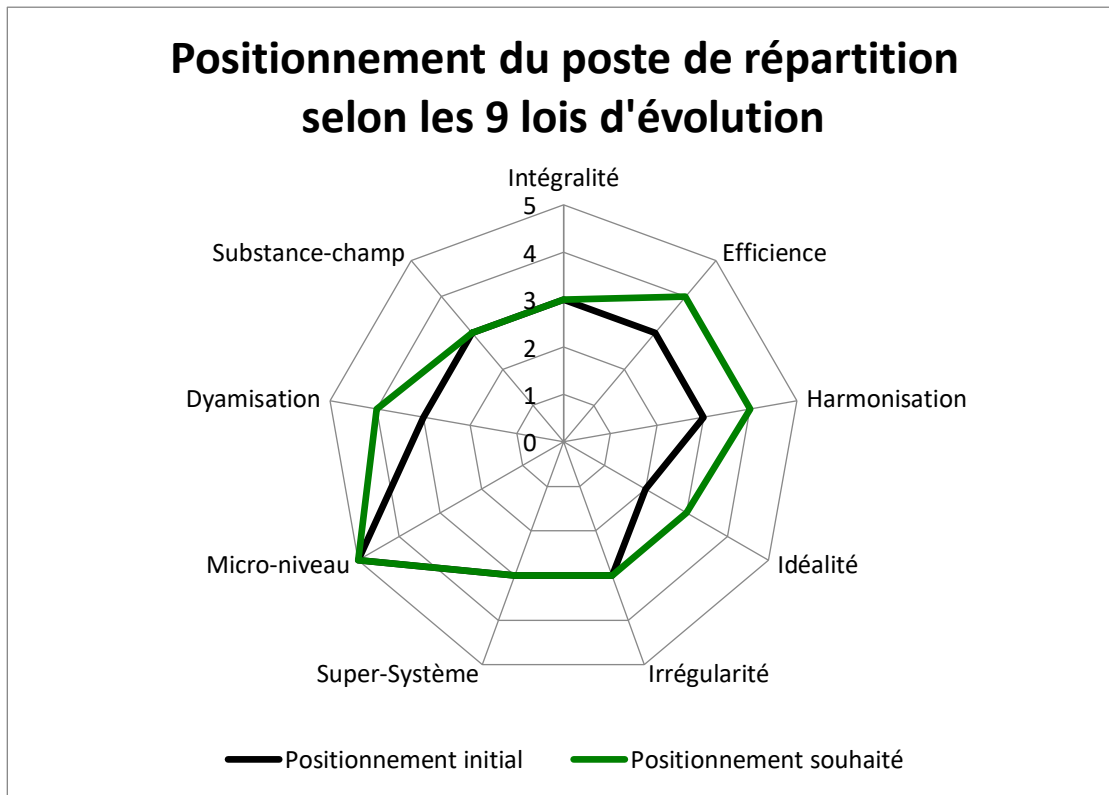 Positionnement du poste de répartition
selon les 9 lois d'évolution
Intégralité
5
Substance-champ
Efficience
4
3
2
Dyamisation
Harmonisation
1
0
Micro-niveau
Idéalité
Super-Système
Irrégularité
Positionnement initial
Positionnement souhaité